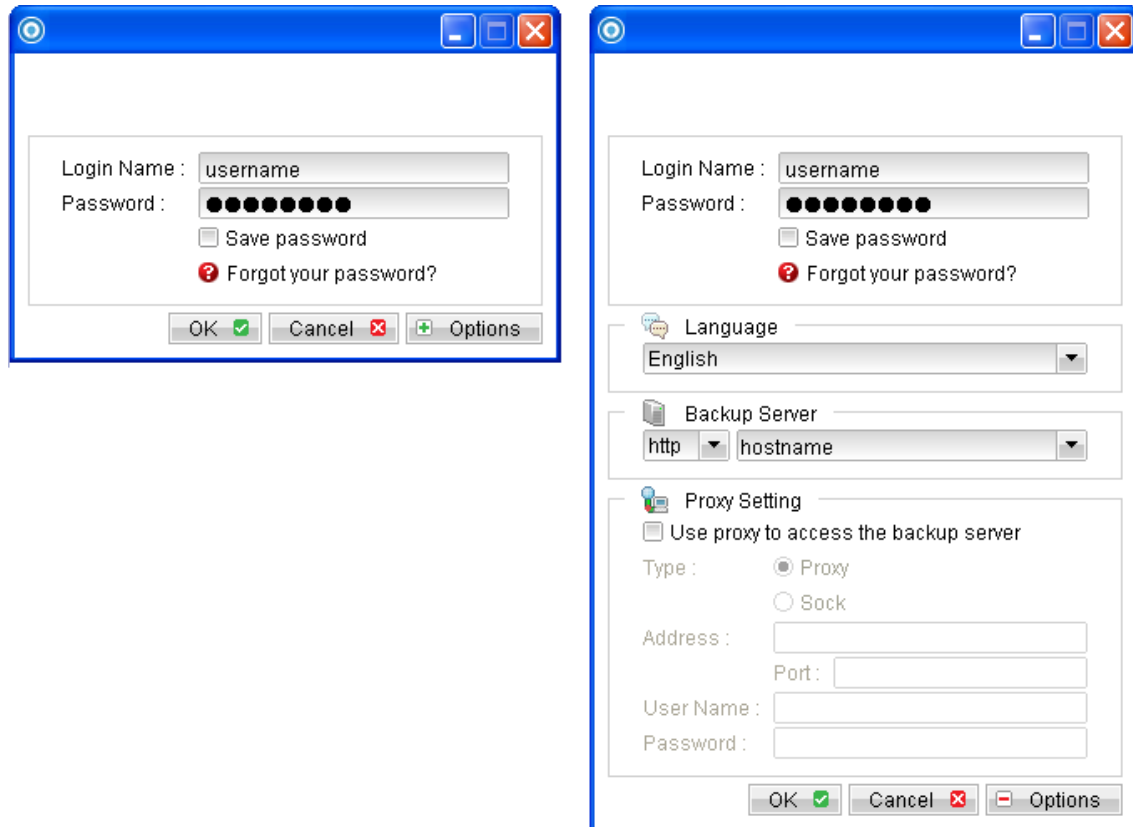 Login Name : username
Password : ●●●●●●●●
Save password
Forgot your password?
OK Cancel Options
Login Name : username
Password : ●●●●●●●●
Save password
Forgot your password?
Language
English
Backup Server
http hostname
Proxy Setting
Use proxy to access the backup server
Type : Proxy
Sock
Address :
Port :
User Name :
Password :
OK Cancel Options